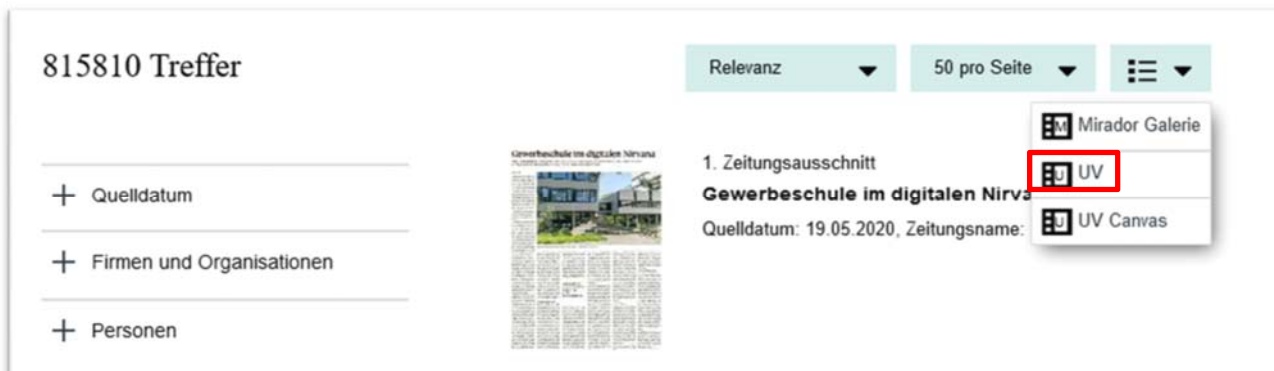 815810 Treffer
Relevanz
50 pro Seite
Mirador Galerie
UV
UV Canvas
Quelldatum
Firmen und Organisationen
Personen
Gewerbeschule im digitalen Nirvana
1. Zeitungsausschnitt
Gewerbeschule im digitalen Nirva
Quelldatum: 19.05.2020, Zeitungsname: